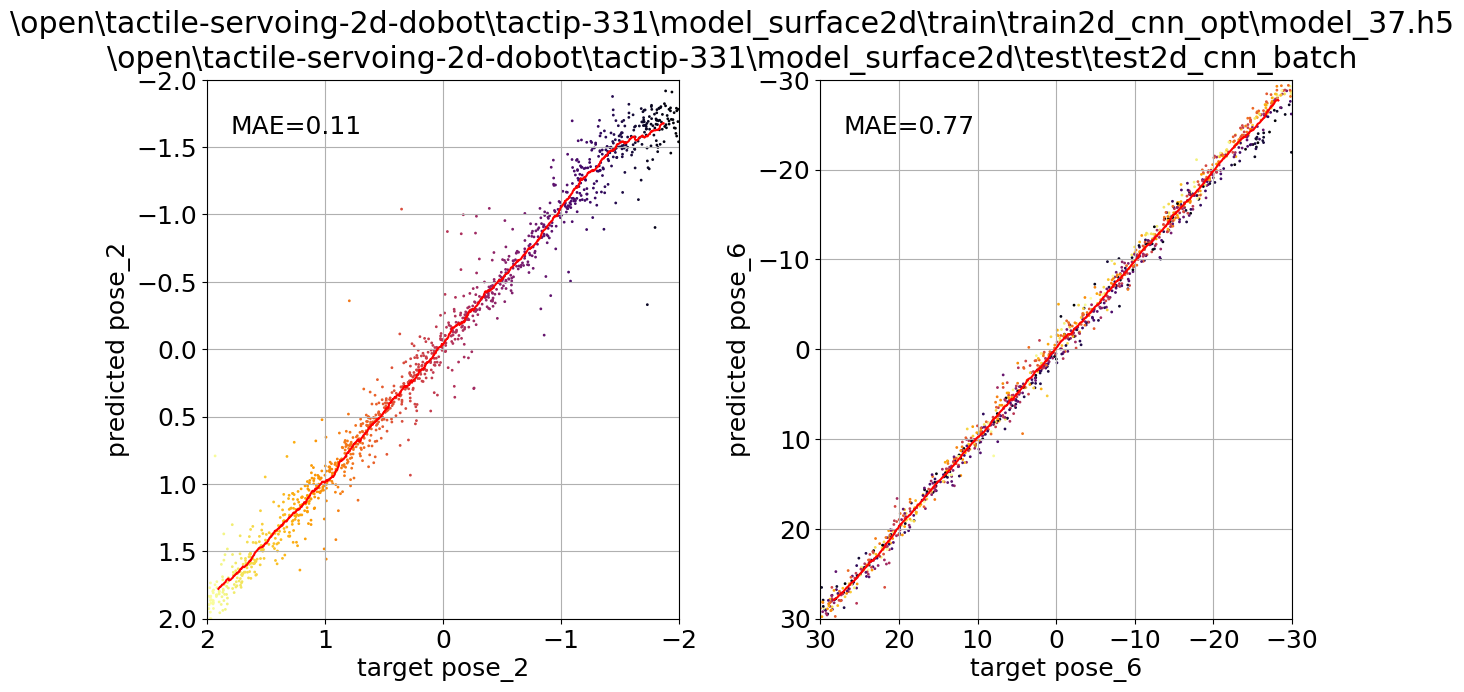 \open\tactile-servoing-2d-dobot\tactip-331\model_surface2d\train\train2d_cnn_opt\model_37.h5
\open\tactile-servoing-2d-dobot\tactip-331\model_surface2d\test\test2d_cnn_batch
MAE=0.11
predicted pose_2
−2.0
−1.5
−1.0
−0.5
0.0
0.5
1.0
1.5
2.0
2 1 0 −1 −2
target pose_2
MAE=0.77
predicted pose_6
−30
−20
−10
0
10
20
30
30 20 10 0 −10 −20 −30
target pose_6